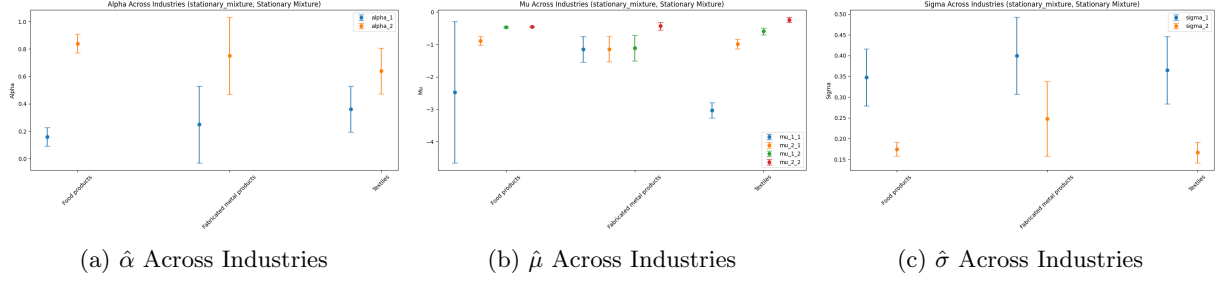 Alpha Across Industries (stationary_mixture, Stationary Mixture)
alpha_1
alpha_2
1.0
0.8
0.6
0.4
0.2
0.0
Alpha
Food products
Fabricated metal products
Textiles
(a) α̂ Across Industries
Mu Across Industries (stationary_mixture, Stationary Mixture)
0
−1
−2
−3
−4
Mu
mu_1_1
mu_2_1
mu_1_2
mu_2_2
Food products
Fabricated metal products
Textiles
(b) μ̂ Across Industries
Sigma Across Industries (stationary_mixture, Stationary Mixture)
sigma_1
sigma_2
0.50
0.45
0.40
0.35
0.30
0.25
0.20
0.15
Sigma
Food products
Fabricated metal products
Textiles
(c) σ̂ Across Industries